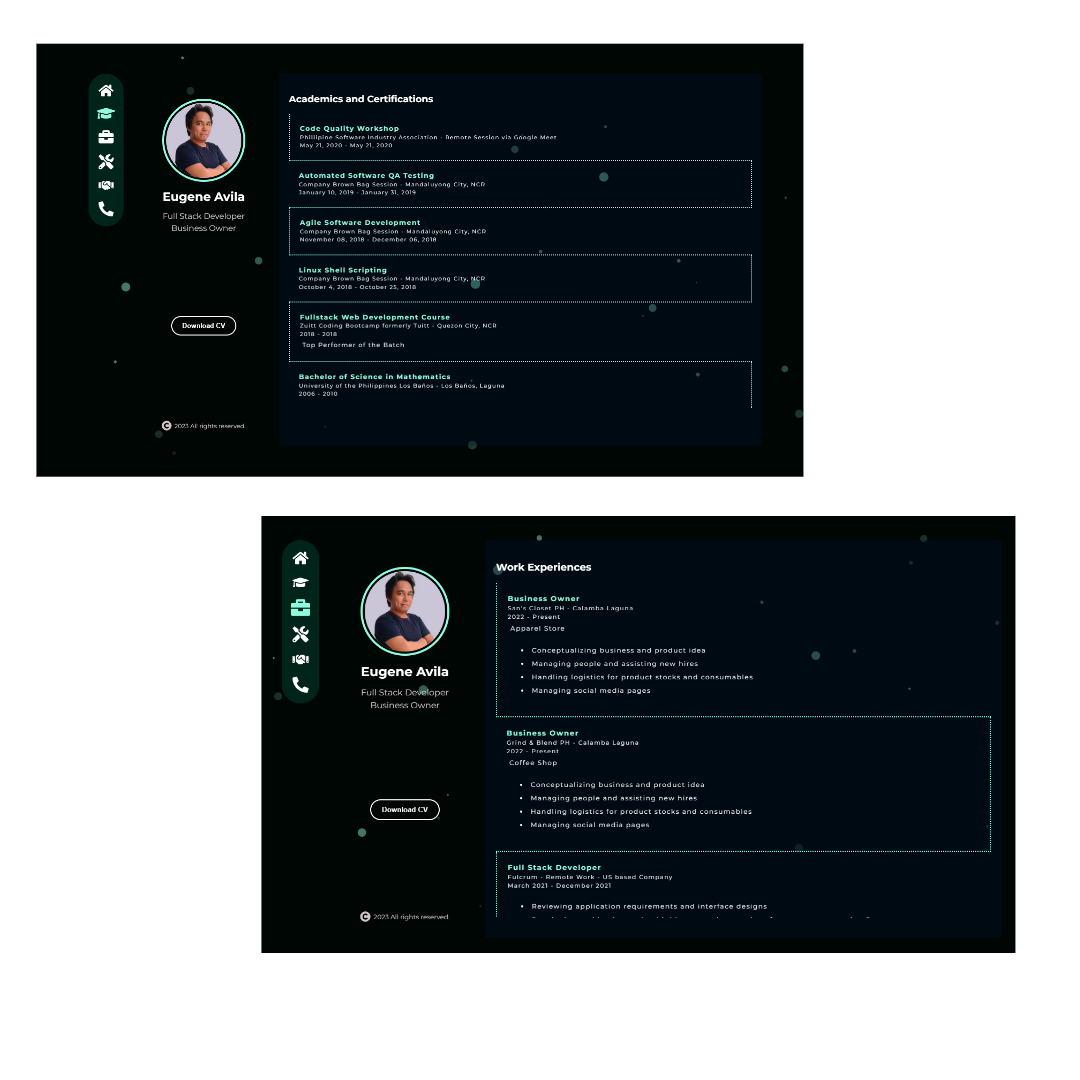 Academics and Certifications
Code Quality Workshop
Phillipine Software Industry Association - Remote Session via Google Meet
May 21, 2020 - May 21, 2020
Automated Software QA Testing
Company Brown Bag Session - Mandaluyong City, NCR
January 10, 2019 - January 31, 2019
Agile Software Development
Company Brown Bag Session - Mandaluyong City, NCR
November 08, 2018 - December 06, 2018
Linux Shell Scripting
Company Brown Bag Session - Mandaluyong City, NCR
October 4, 2018 - October 25, 2018
Fullstack Web Development Course
Zuitt Coding Bootcamp formerly Tuitt - Quezon City, NCR
2018 - 2018
Top Performer of the Batch
Bachelor of Science in Mathematics
University of the Philippines Los Baños - Los Baños, Laguna
2006 - 2010
Eugene Avila
Full Stack Developer
Business Owner
Download CV
C 2023 All rights reserved.
Work Experiences
Business Owner
San's Closet PH - Calamba Laguna
2022 - Present
Apparel Store
• Conceptualizing business and product idea
• Managing people and assisting new hires
• Handling logistics for product stocks and consumables
• Managing social media pages
Business Owner
Grind & Blend PH - Calamba Laguna
2022 - Present
Coffee Shop
• Conceptualizing business and product idea
• Managing people and assisting new hires
• Handling logistics for product stocks and consumables
• Managing social media pages
Full Stack Developer
Fulcrum - Remote Work - US based Company
March 2021 - December 2021
• Reviewing application requirements and interface designs
Eugene Avila
Full Stack Developer
Business Owner
Download CV
C 2023 All rights reserved.